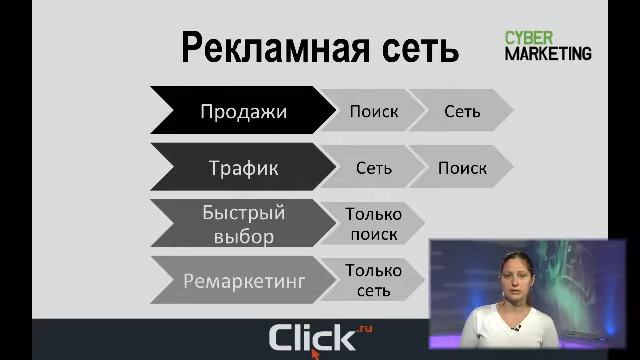 Рекламная сеть
CYBER
MARKETING
Продажи
Поиск
Сеть
Трафик
Сеть
Поиск
Быстрый
выбор
Только
поиск
Ремаркетинг
Только
сеть
Click.ru